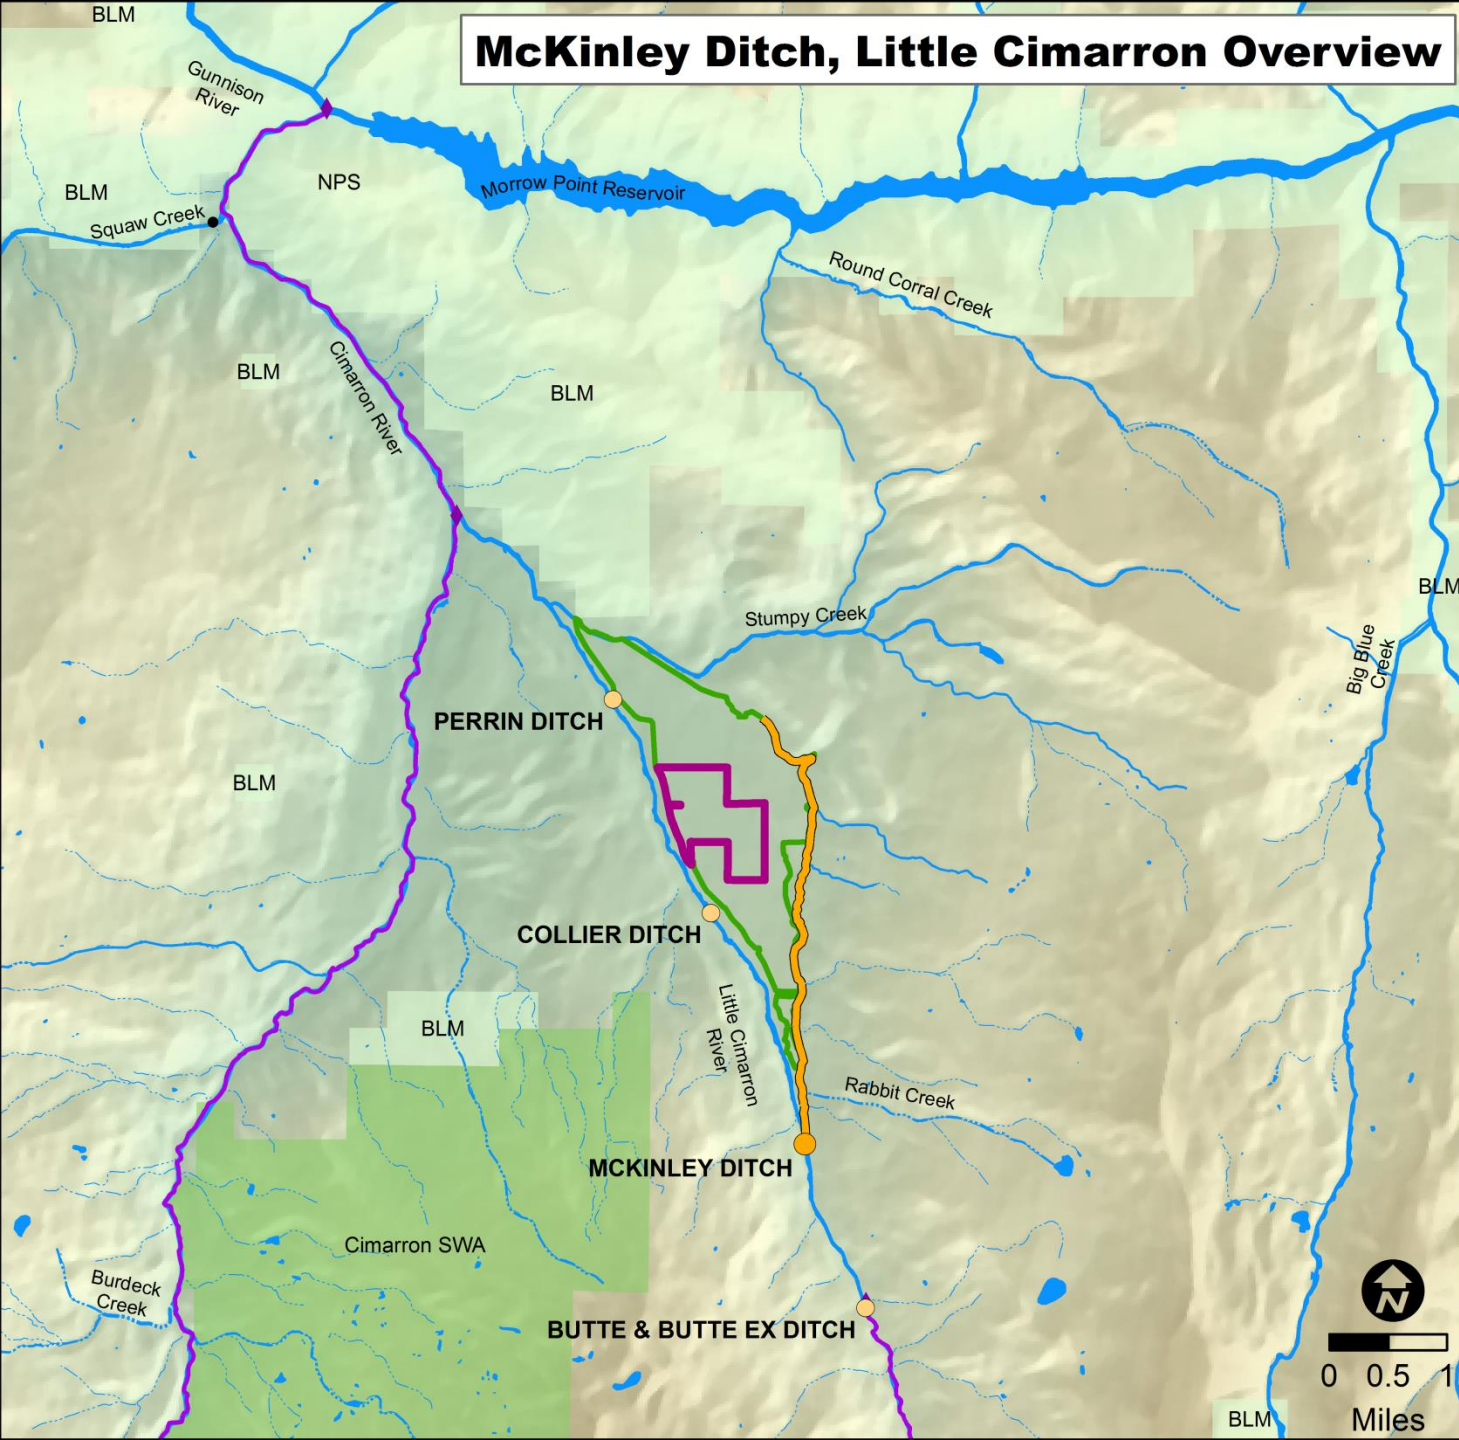 BLM
McKinley Ditch, Little Cimarron Overview
Gunnison
River
NPS
BLM
Morrow Point Reservoir
Squaw Creek
Round Corral Creek
BLM
Cimarron River
BLM
BLM
Stumpy Creek
Big Blue
Creek
PERRIN DITCH
BLM
COLLIER DITCH
BLM
Little Cimarron
River
Rabbit Creek
MCKINLEY DITCH
Cimarron SWA
Burdeck
Creek
BUTTE & BUTTE EX DITCH
N
0 0.5 1
Miles
BLM